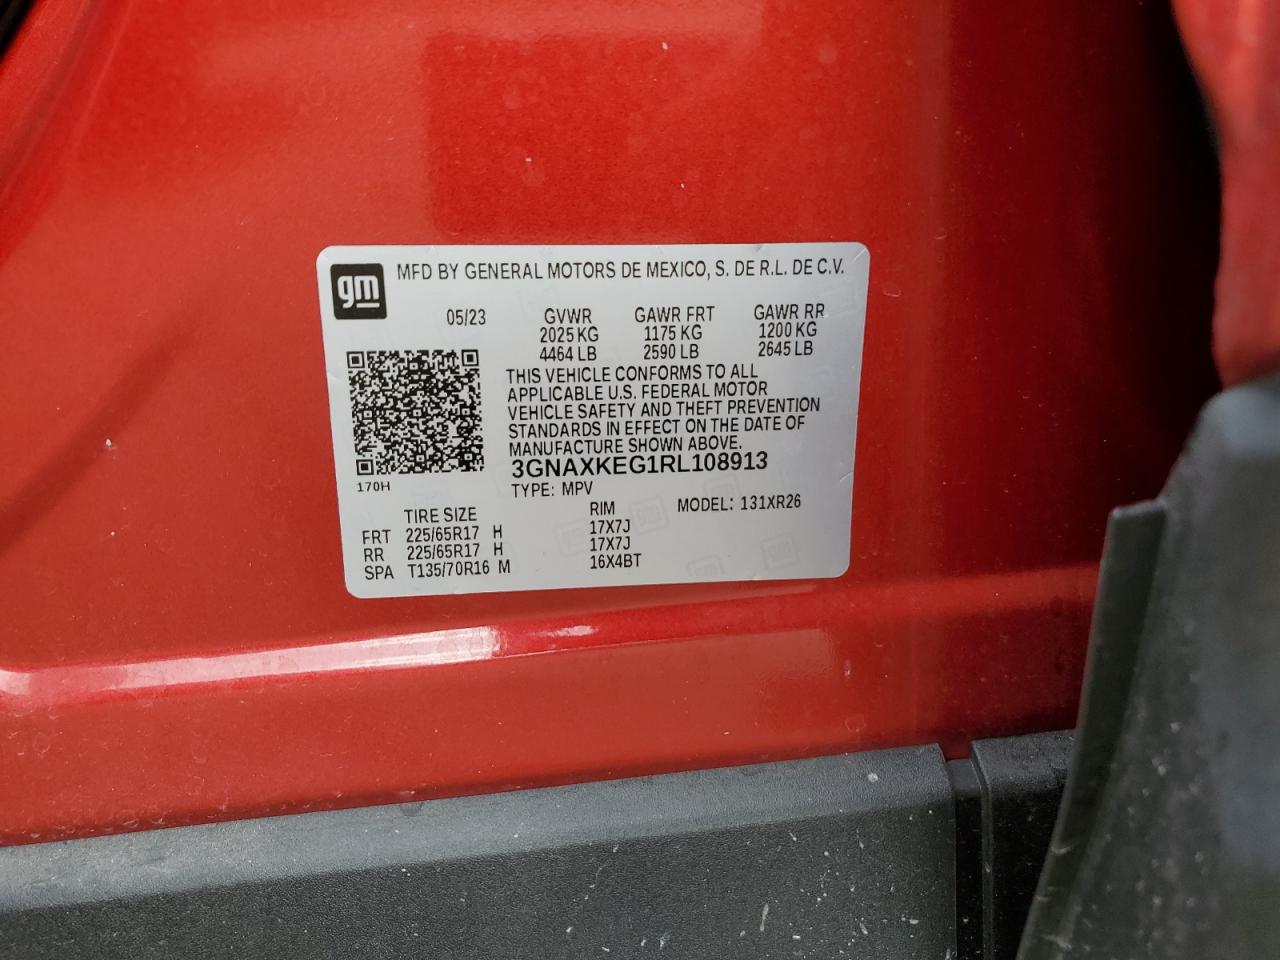 gm
MFD BY GENERAL MOTORS DE MEXICO, S. DE R.L. DE C.V.
05/23 GVWR GAWR FRT GAWR RR
2025 KG 1175 KG 1200 KG
4464 LB 2590 LB 2645 LB
THIS VEHICLE CONFORMS TO ALL
APPLICABLE U.S. FEDERAL MOTOR
VEHICLE SAFETY AND THEFT PREVENTION
STANDARDS IN EFFECT ON THE DATE OF
MANUFACTURE SHOWN ABOVE.
3GNAXKEG1RL108913
170H
TYPE: MPV
TIRE SIZE RIM MODEL: 131XR26
FRT 225/65R17 H 17X7J
RR 225/65R17 H 17X7J
SPA T135/70R16 M 16X4BT